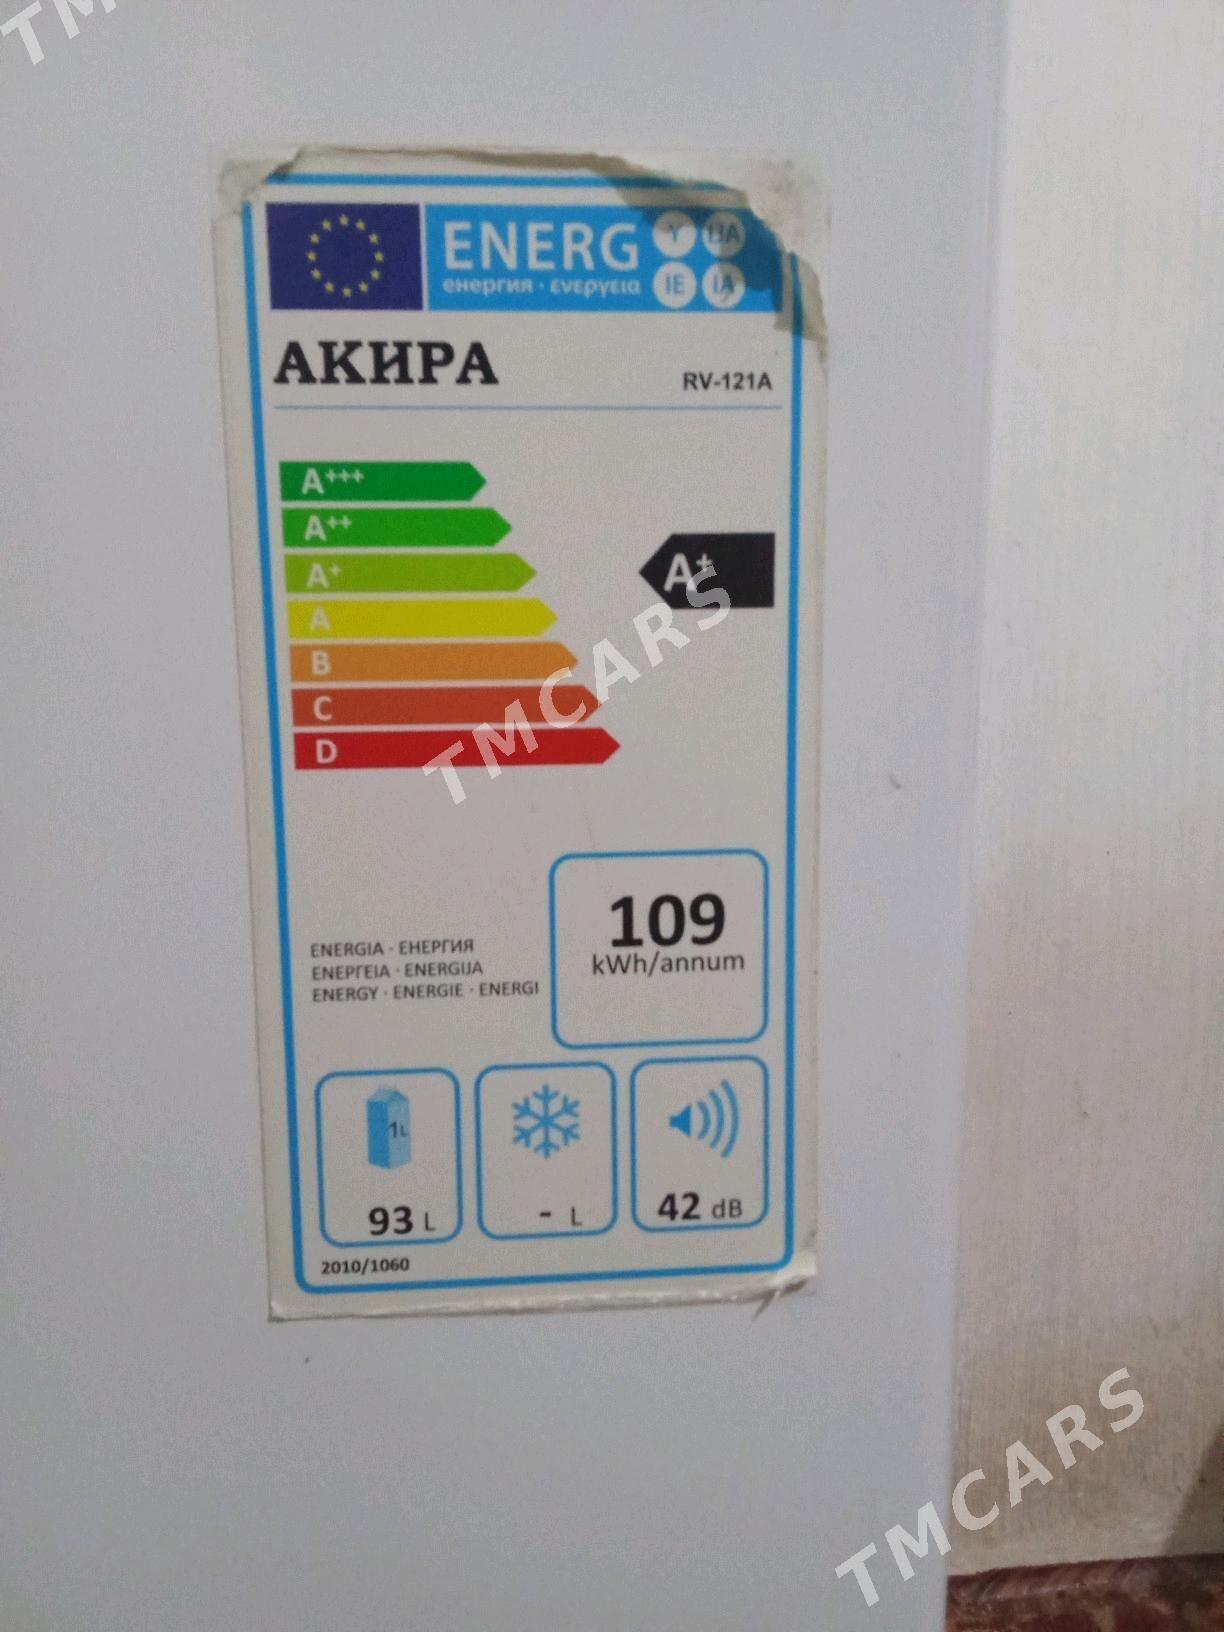 TMCARS
ENERG Y IJA
енергия · ενεργεια IE IA
АКИРА
RV-121A
A+++
A++
A+
A+
A
B
C
D
TMCARS
109
kWh/annum
ENERGIA · ЕНЕРГИЯ
ΕΝΕΡΓΕΙΑ · ENERGIJA
ENERGY · ENERGIE · ENERGI
1L
93 L
- L
42 dB
2010/1060
TMCARS